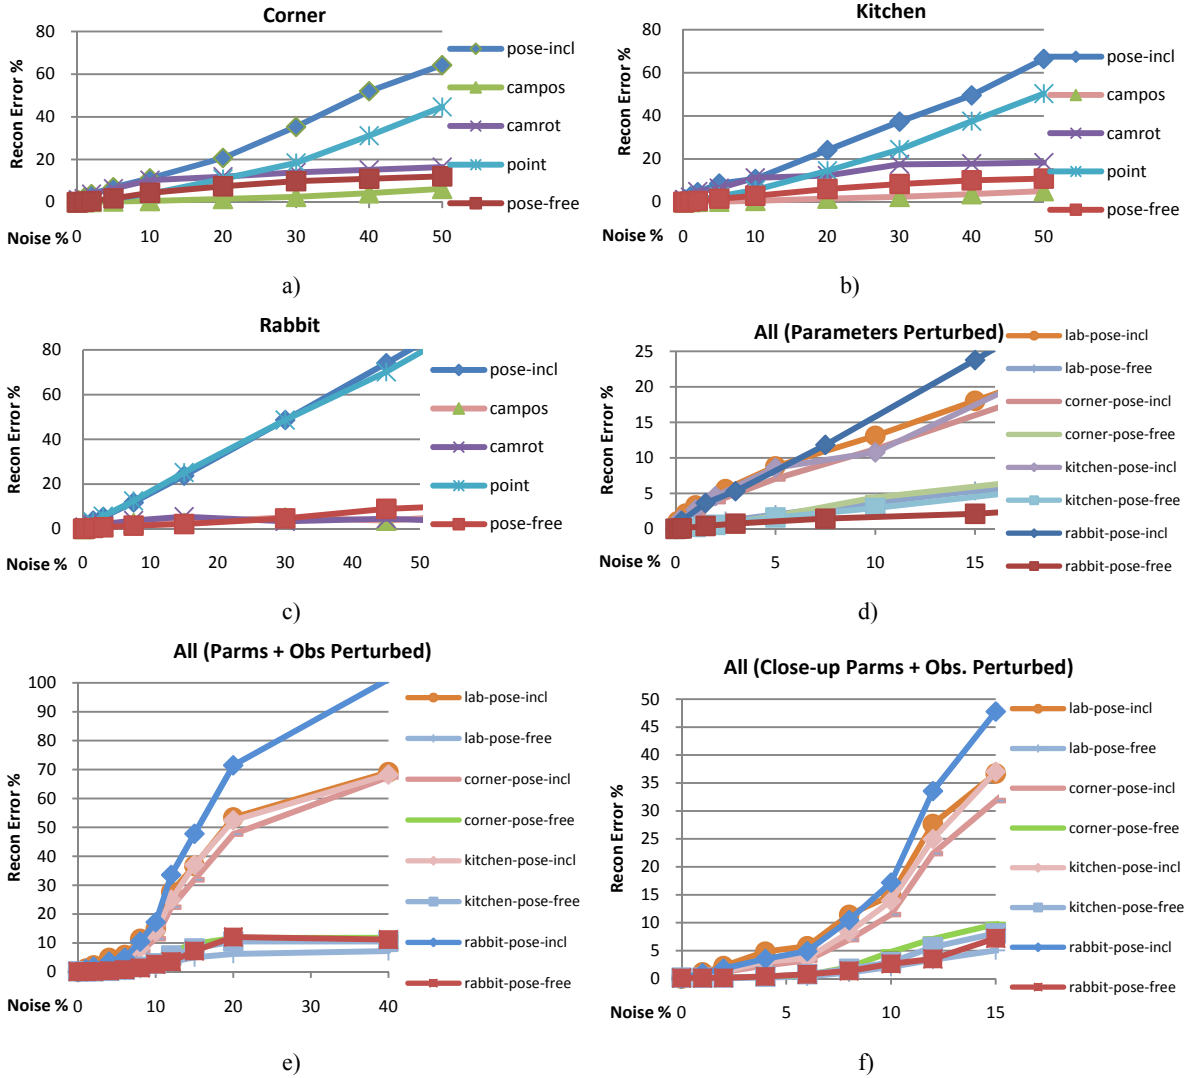 Corner
Recon Error %
80
60
40
20
0
Noise %
0 10 20 30 40 50
pose-incl
campos
camrot
point
pose-free
a)
Kitchen
Recon Error %
80
60
40
20
0
Noise %
0 10 20 30 40 50
pose-incl
campos
camrot
point
pose-free
b)
Rabbit
Recon Error %
80
60
40
20
0
Noise %
0 10 20 30 40 50
pose-incl
campos
camrot
point
pose-free
c)
All (Parameters Perturbed)
Recon Error %
25
20
15
10
5
0
Noise %
0 5 10 15
lab-pose-incl
lab-pose-free
corner-pose-incl
corner-pose-free
kitchen-pose-incl
kitchen-pose-free
rabbit-pose-incl
rabbit-pose-free
d)
All (Parms + Obs Perturbed)
Recon Error %
100
90
80
70
60
50
40
30
20
10
0
Noise %
0 10 20 30 40
lab-pose-incl
lab-pose-free
corner-pose-incl
corner-pose-free
kitchen-pose-incl
kitchen-pose-free
rabbit-pose-incl
rabbit-pose-free
e)
All (Close-up Parms + Obs. Perturbed)
Recon Error %
50
45
40
35
30
25
20
15
10
5
0
Noise %
0 5 10 15
lab-pose-incl
lab-pose-free
corner-pose-incl
corner-pose-free
kitchen-pose-incl
kitchen-pose-free
rabbit-pose-incl
rabbit-pose-free
f)